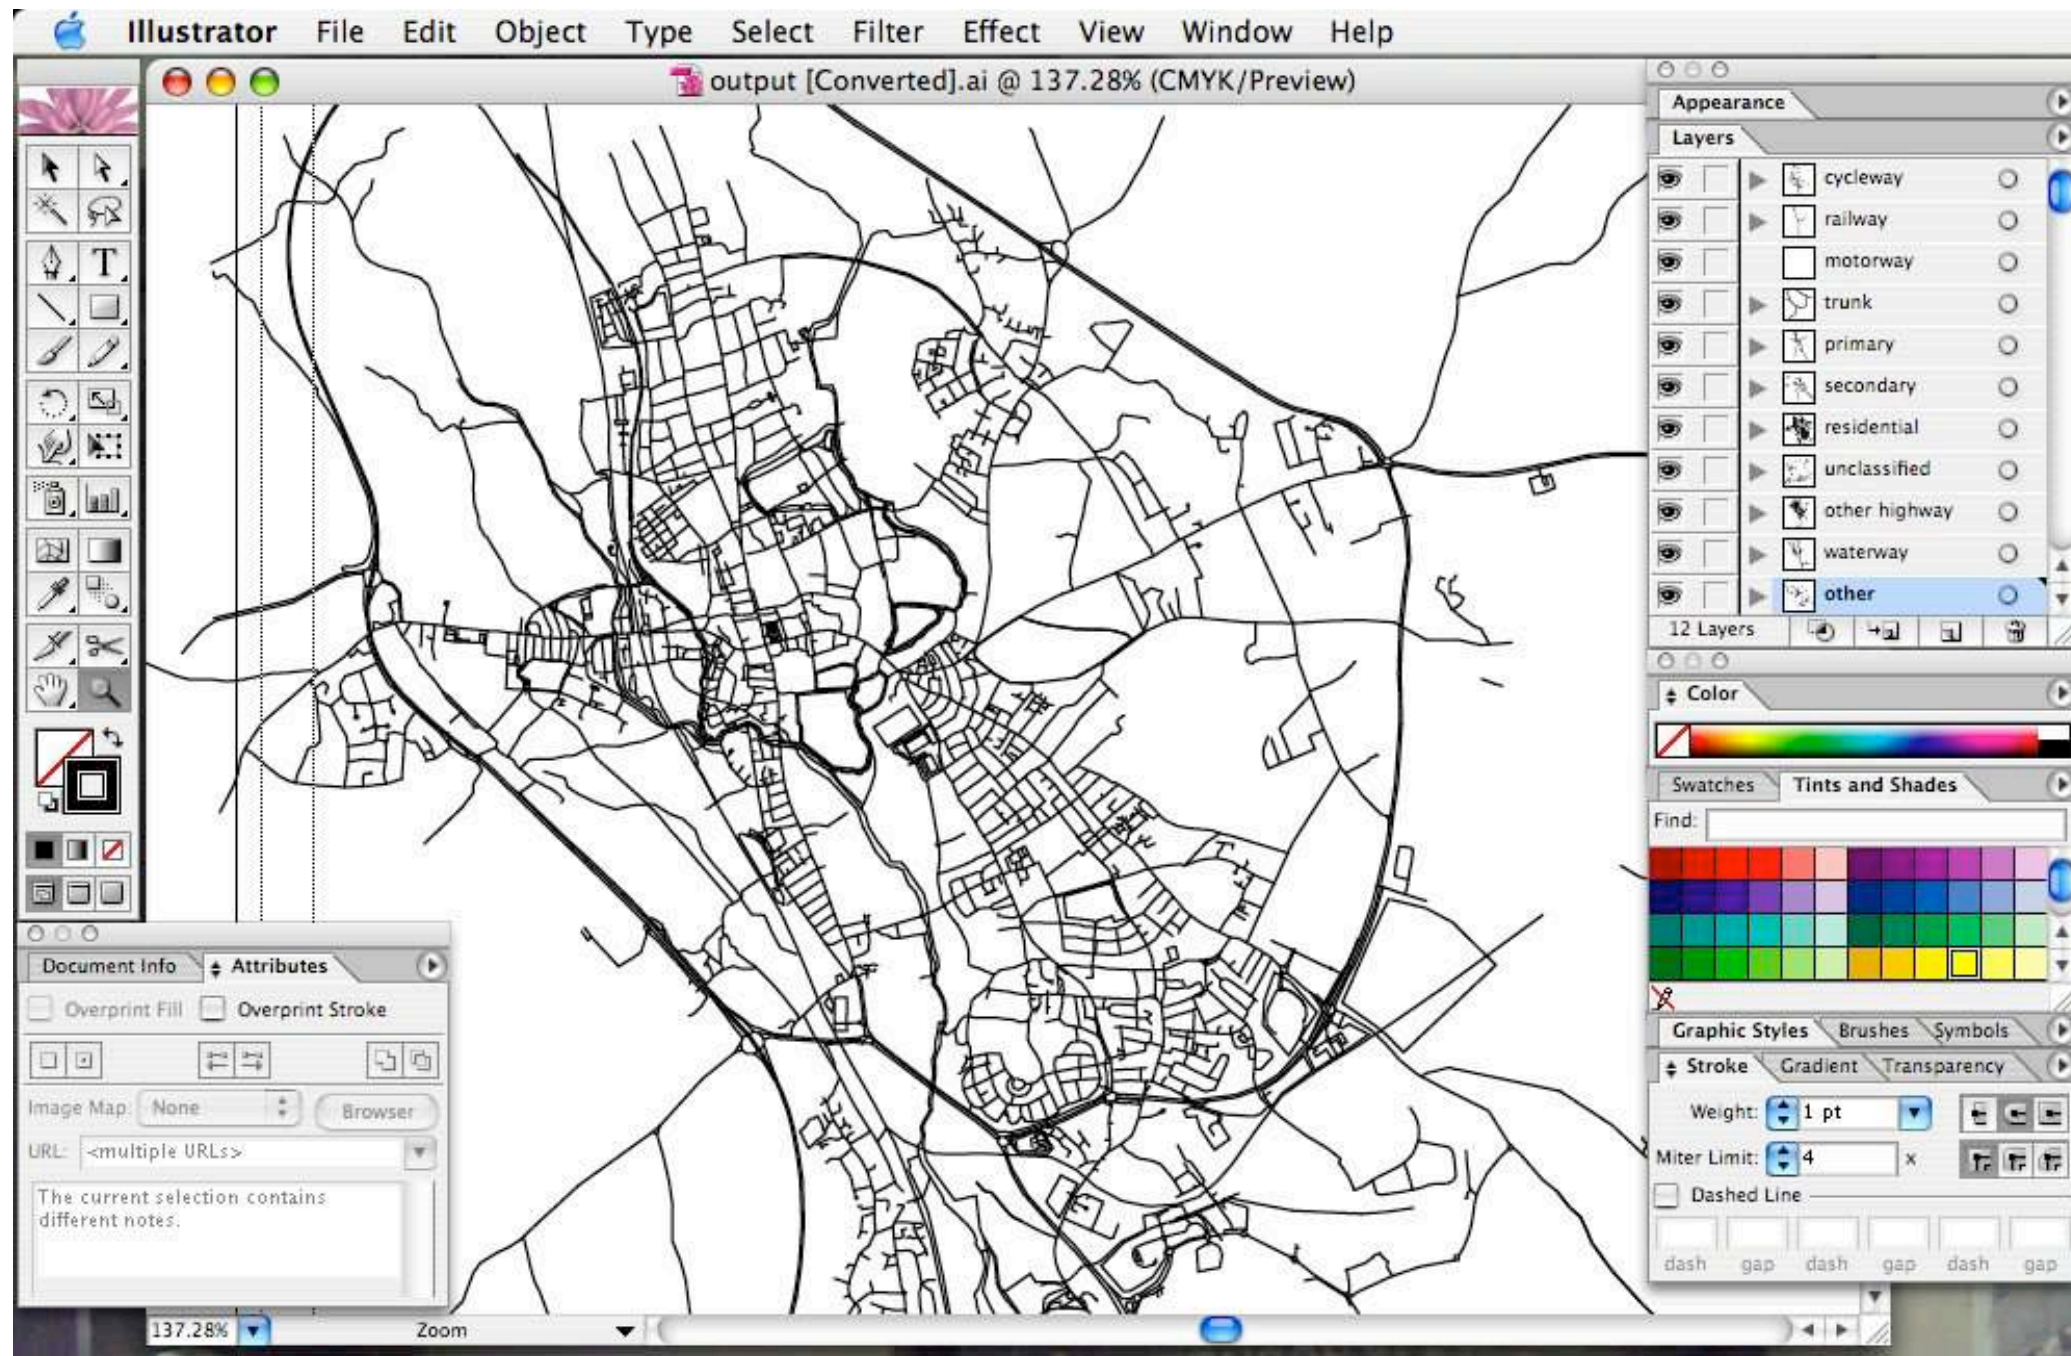 Illustrator File Edit Object Type Select Filter Effect View Window Help
output [Converted].ai @ 137.28% (CMYK/Preview)
Appearance
Layers
cycleway
railway
motorway
trunk
primary
secondary
residential
unclassified
other highway
waterway
other
12 Layers
Color
Swatches Tints and Shades
Find:
Graphic Styles Brushes Symbols
Stroke Gradient Transparency
Weight: 1 pt
Miter Limit: 4 x
Dashed Line
dash gap dash gap dash gap
Document Info Attributes
Overprint Fill Overprint Stroke
Image Map: None Browser
URL: <multiple URLs>
The current selection contains
different notes.
137.28% Zoom